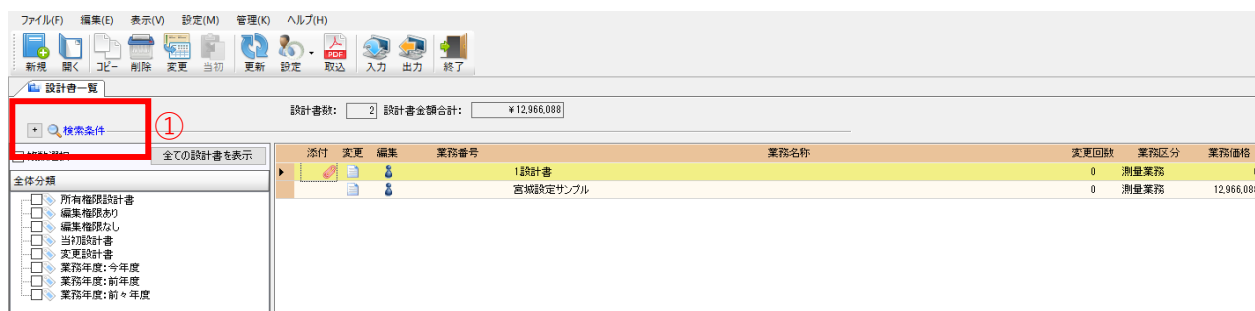 ファイル(F) 編集(E) 表示(V) 設定(M) 管理(K) ヘルプ(H)
新規 開く コピー 削除 変更 当初 更新 設定 取込 入力 出力 終了
PDF
設計書一覧
設計書数: 2 設計書金額合計: ¥12,966,088
+ 検索条件 ①
全ての設計書を表示
添付 変更 編集 業務番号 業務名称 変更回数 業務区分 業務価格
1設計書 0 測量業務
宮城設定サンプル 0 測量業務 12,966,088
全体分類
所有権限設計書
編集権限あり
編集権限なし
当初設計書
変更設計書
業務年度:今年度
業務年度:前年度
業務年度:前々年度